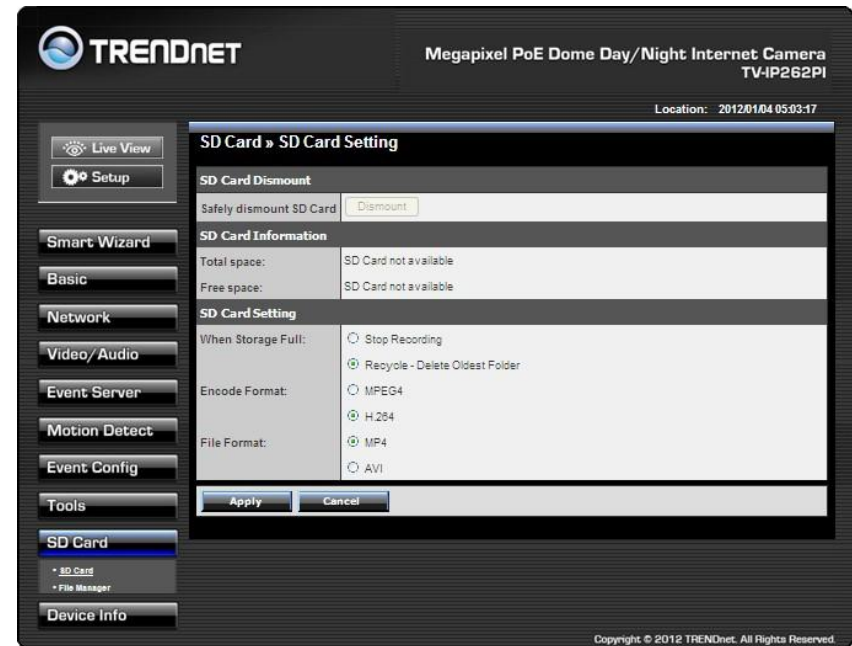 TRENDNET
Megapixel PoE Dome Day/Night Internet Camera
TV-IP262PI
Location: 2012/01/04 05:03:17
Live View
Setup
Smart Wizard
Basic
Network
Video/Audio
Event Server
Motion Detect
Event Config
Tools
SD Card
• SD Card
• File Manager
Device Info
SD Card » SD Card Setting
SD Card Dismount
Safely dismount SD Card Dismount
SD Card Information
Total space: SD Card not available
Free space: SD Card not available
SD Card Setting
When Storage Full: Stop Recording
Recycle - Delete Oldest Folder
Encode Format: MPEG4
H.264
File Format: MP4
AVI
Apply Cancel
Copyright © 2012 TRENDnet. All Rights Reserved.